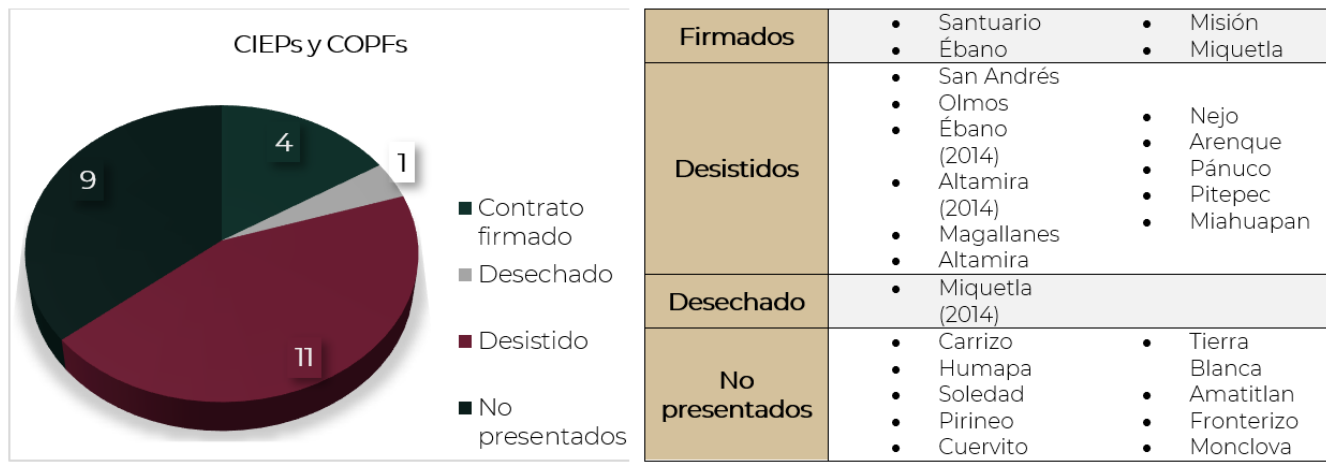 CIEPs y COPFs
4
1
9
11
Contrato
firmado
Desechado
Desistido
No
presentados
Firmados
Santuario
Ébano
Misión
Miquetla
Desistidos
San Andrés
Olmos
Ébano
(2014)
Altamira
(2014)
Magallanes
Altamira
Nejo
Arenque
Pánuco
Pitepec
Miahuapan
Desechado
Miquetla
(2014)
No
presentados
Carrizo
Humapa
Soledad
Pirineo
Cuervito
Tierra
Blanca
Amatitlan
Fronterizo
Monclova